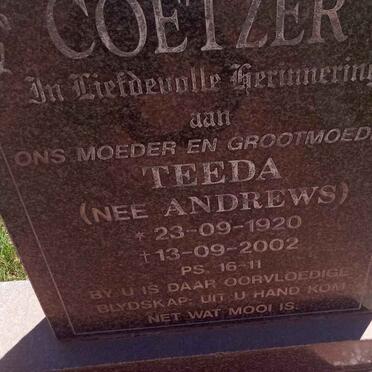 COETZER
In Liefdevolle Herinnering
aan
ONS MOEDER EN GROOTMOED
TEEDA
(NEE ANDREWS)
* 23-09-1920
† 13-09-2002
PS. 16-11
BY U IS DAAR OORVLOEDIGE
BLYDSKAP: UIT U HAND KOM
NET WAT MOOI IS.